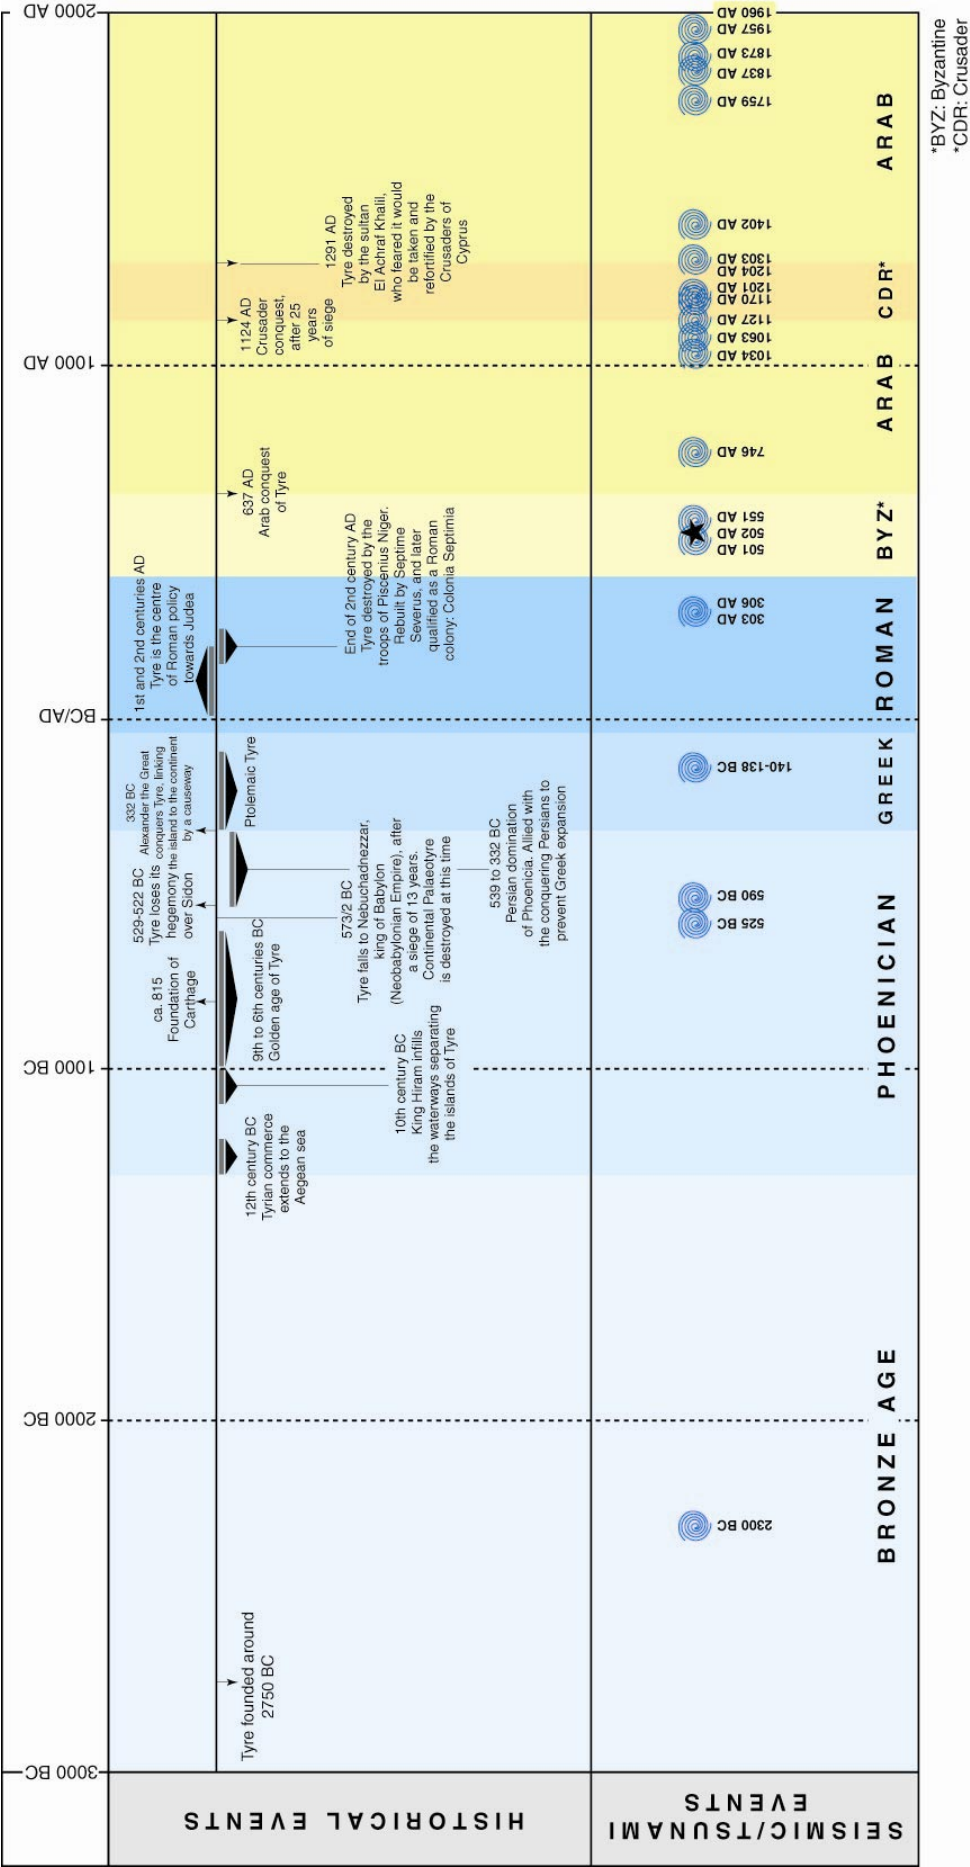 3000 BC
2000 BC
1000 BC
BC/AD
1000 AD
2000 AD
HISTORICAL EVENTS
Tyre founded around
2750 BC
12th century BC
Tyrian commerce
extends to the
Aegean sea
10th century BC
King Hiram infills
the waterways separating
the islands of Tyre
9th to 6th centuries BC
Golden age of Tyre
ca. 815
Foundation of
Carthage
573/2 BC
Tyre falls to Nebuchadnezzar,
king of Babylon
(Neobabylonian Empire), after
a siege of 13 years.
Continental Palaeotyre
is destroyed at this time
529-522 BC
Tyre loses its
hegemony
over Sidon
539 to 332 BC
Persian domination
of Phoenicia. Allied with
the conquering Persians to
prevent Greek expansion
332 BC
Alexander the Great
conquers Tyre, linking
the island to the continent
by a causeway
Ptolemaic Tyre
1st and 2nd centuries AD
Tyre is the centre
of Roman policy
towards Judea
End of 2nd century AD
Tyre destroyed by the
troops of Piscenius Niger.
Rebuilt by Septime
Severus, and later
qualified as a Roman
colony: Colonia Septimia
637 AD
Arab conquest
of Tyre
1124 AD
Crusader
conquest,
after 25
years
of siege
1291 AD
Tyre destroyed
by the sultan
El Achraf Khalil,
who feared it would
be taken and
refortified by the
Crusaders of
Cyprus
SEISMIC/TSUNAMI
EVENTS
2300 BC
525 BC
590 BC
140-138 BC
303 AD
306 AD
501 AD
502 AD
551 AD
746 AD
1034 AD
1063 AD
1127 AD
1170 AD
1201 AD
1204 AD
1303 AD
1402 AD
1759 AD
1837 AD
1873 AD
1957 AD
1960 AD
BRONZE AGE
PHOENICIAN
GREEK
ROMAN
BYZ*
ARAB
CDR*
ARAB
*BYZ: Byzantine
*CDR: Crusader